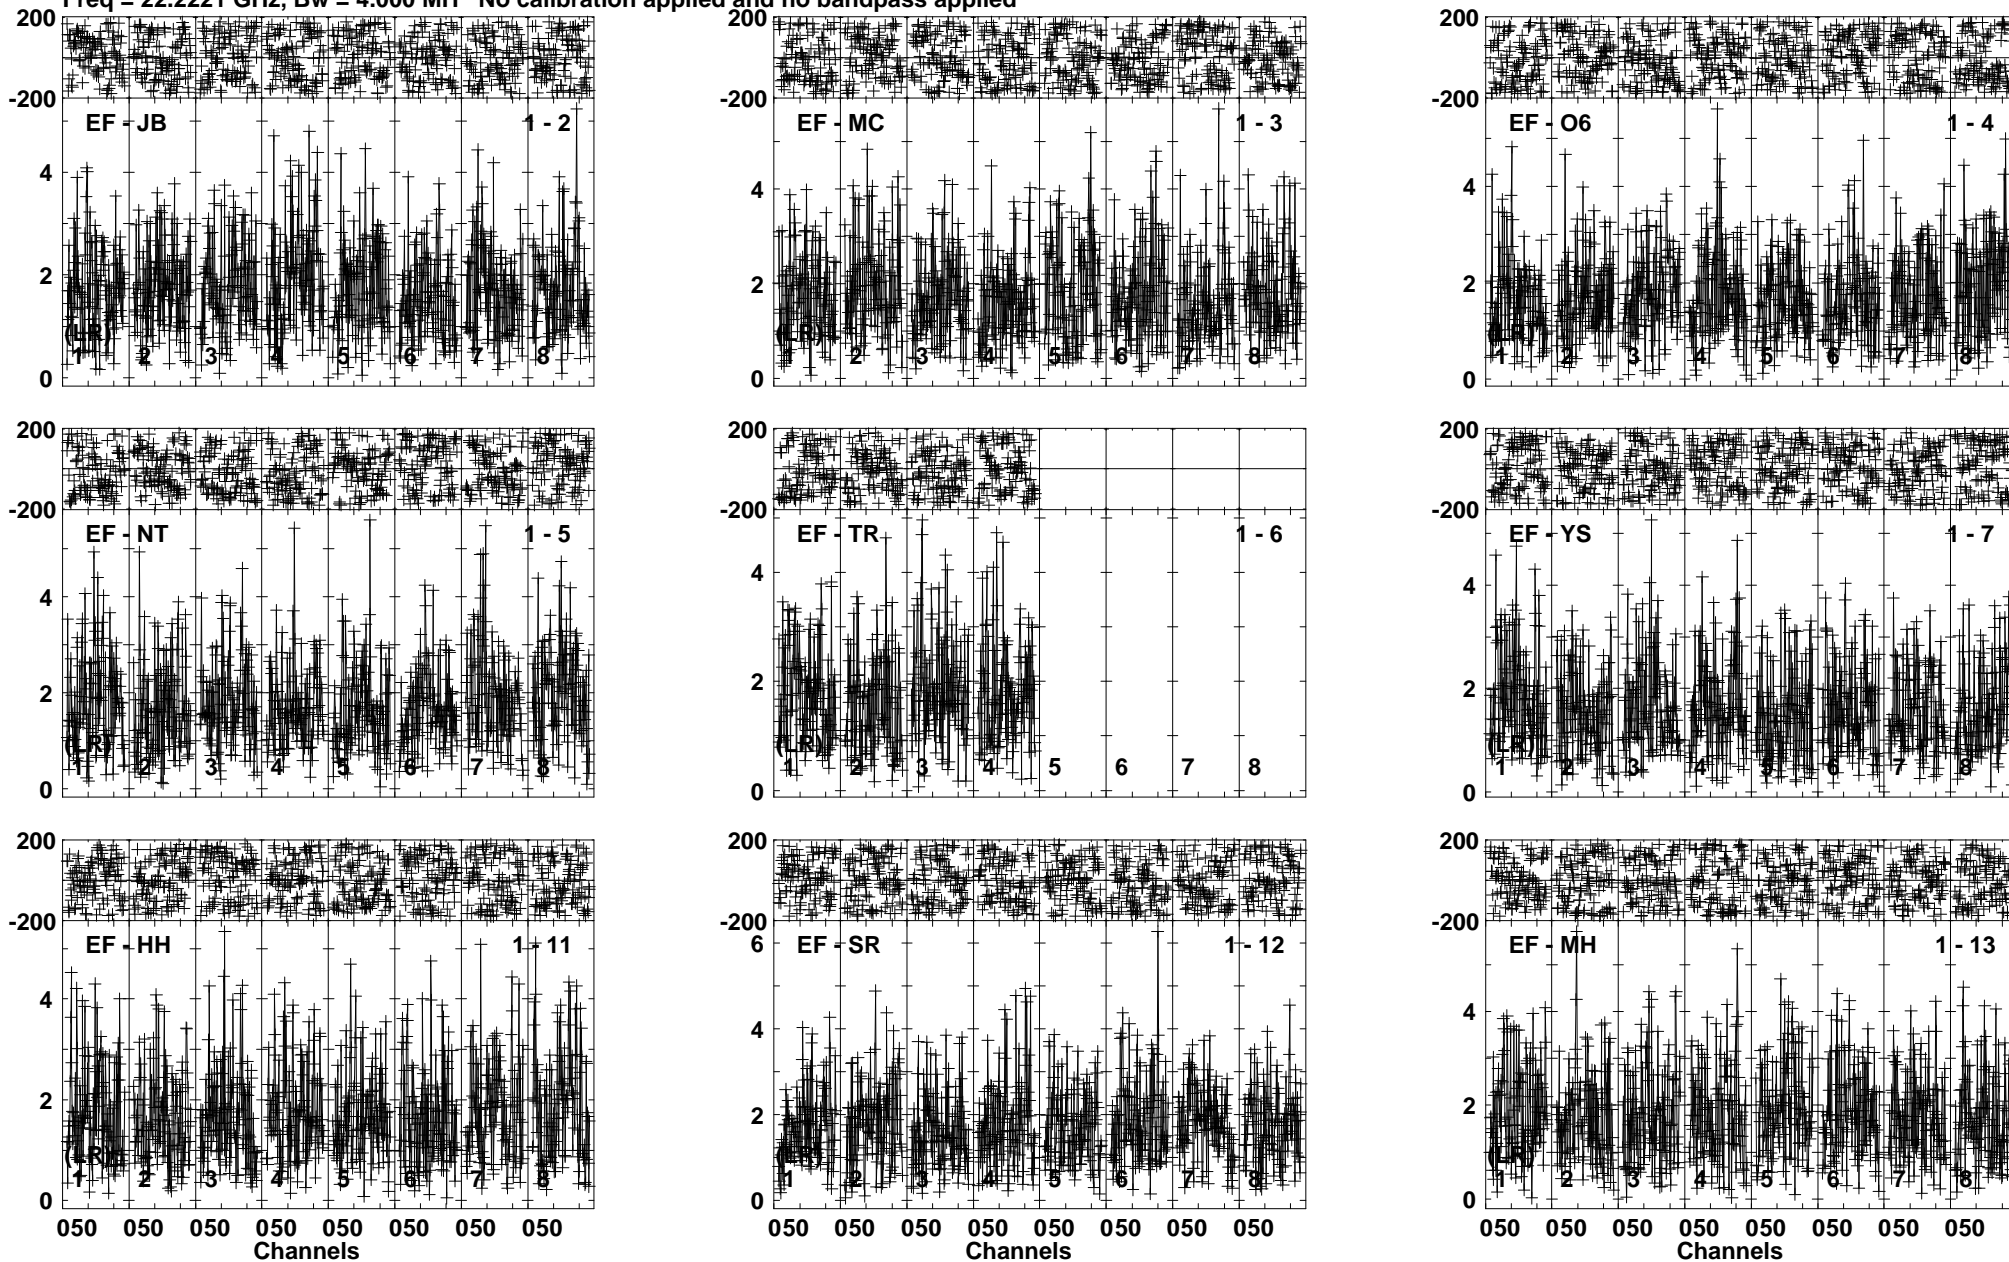 Freq = 22.2221 GHz, Bw = 4.000 MH No calibration applied and no bandpass applied
200 200 200
-200 -200 -200
EF - JB 1 - 2 EF - MC 1 - 3 EF - O6 1 - 4
4 4 4
2 2 2
(LR) (LR) (LR)
1 2 3 4 5 6 7 8 1 2 3 4 5 6 7 8 1 2 3 4 5 6 7 8
0 0 0
200 200 200
-200 -200 -200
EF - NT 1 - 5 EF - TR 1 - 6 EF - YS 1 - 7
4 4 4
2 2 2
(LR) (LR) (LR)
1 2 3 4 5 6 7 8 1 2 3 4 5 6 7 8 1 2 3 4 5 6 7 8
0 0 0
200 200 200
-200 -200 -200
EF - HH 1 - 11 EF - SR 1 - 12 EF - MH 1 - 13
6
4 4 4
2 2 2
(LR) (LR) (LR)
1 2 3 4 5 6 7 8 1 2 3 4 5 6 7 8 1 2 3 4 5 6 7 8
0 0 0
050 050 050 050 050 050 050 050 050 050 050 050 050 050 050 050 050 050 050 050 050 050 050 050
Channels Channels Channels